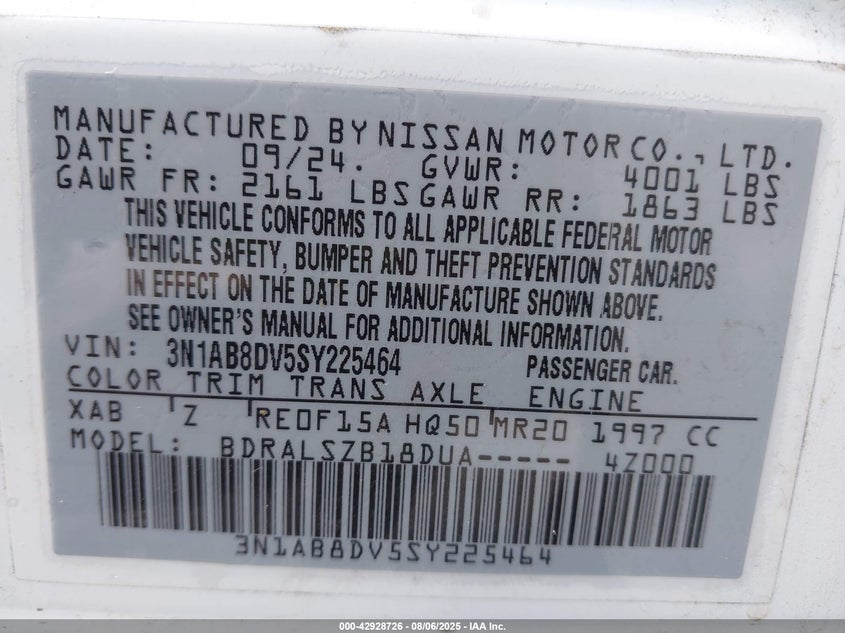 MANUFACTURED BY NISSAN MOTOR CO., LTD.
DATE: 09/24. GVWR: 4001 LBS
GAWR FR: 2161 LBS GAWR RR: 1863 LBS
THIS VEHICLE CONFORMS TO ALL APPLICABLE FEDERAL MOTOR
VEHICLE SAFETY, BUMPER AND THEFT PREVENTION STANDARDS
IN EFFECT ON THE DATE OF MANUFACTURE SHOWN ABOVE.
SEE OWNER'S MANUAL FOR ADDITIONAL INFORMATION.
VIN: 3N1AB8DV5SY225464 PASSENGER CAR.
COLOR TRIM TRANS AXLE ENGINE
XAB Z RE0F15A HQ50 MR20 1997 CC
MODEL: BDRALSZB18DUA----- 4Z000
3N1AB8DV5SY225464
000-42928726 - 08/06/2025 - IAA Inc.